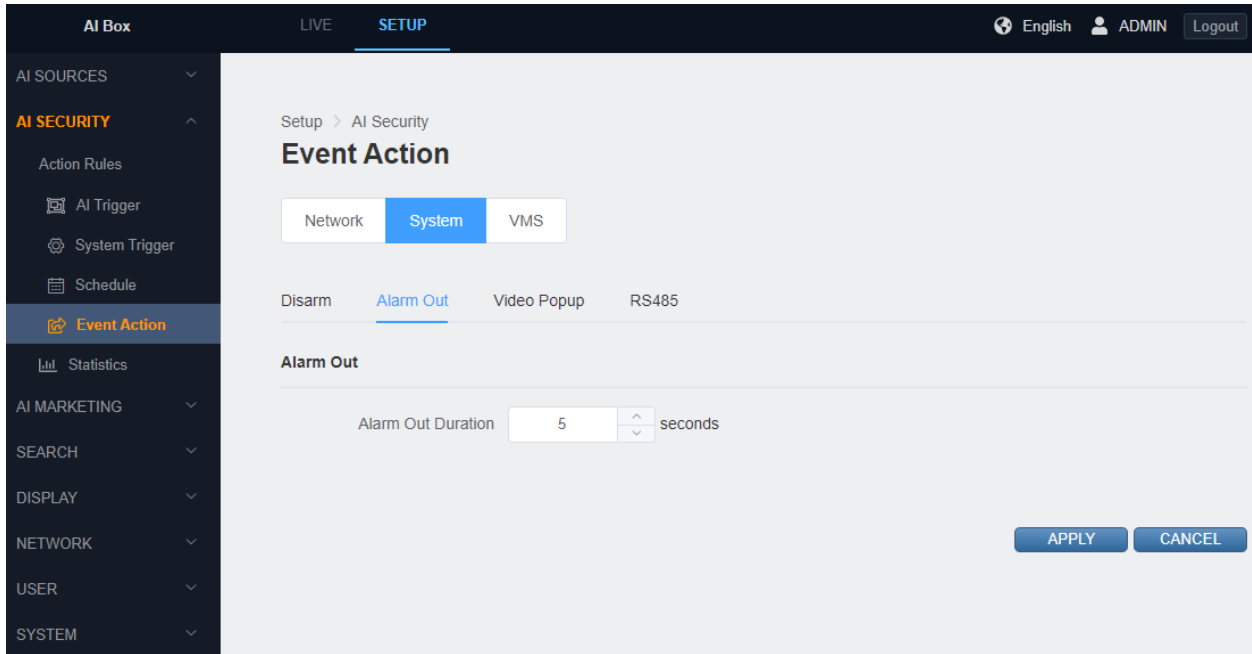 AI Box
LIVE
SETUP
English
ADMIN
Logout
AI SOURCES
AI SECURITY
Action Rules
AI Trigger
System Trigger
Schedule
Event Action
Statistics
AI MARKETING
SEARCH
DISPLAY
NETWORK
USER
SYSTEM
Setup > AI Security
Event Action
Network
System
VMS
Disarm
Alarm Out
Video Popup
RS485
Alarm Out
Alarm Out Duration 5 seconds
APPLY
CANCEL